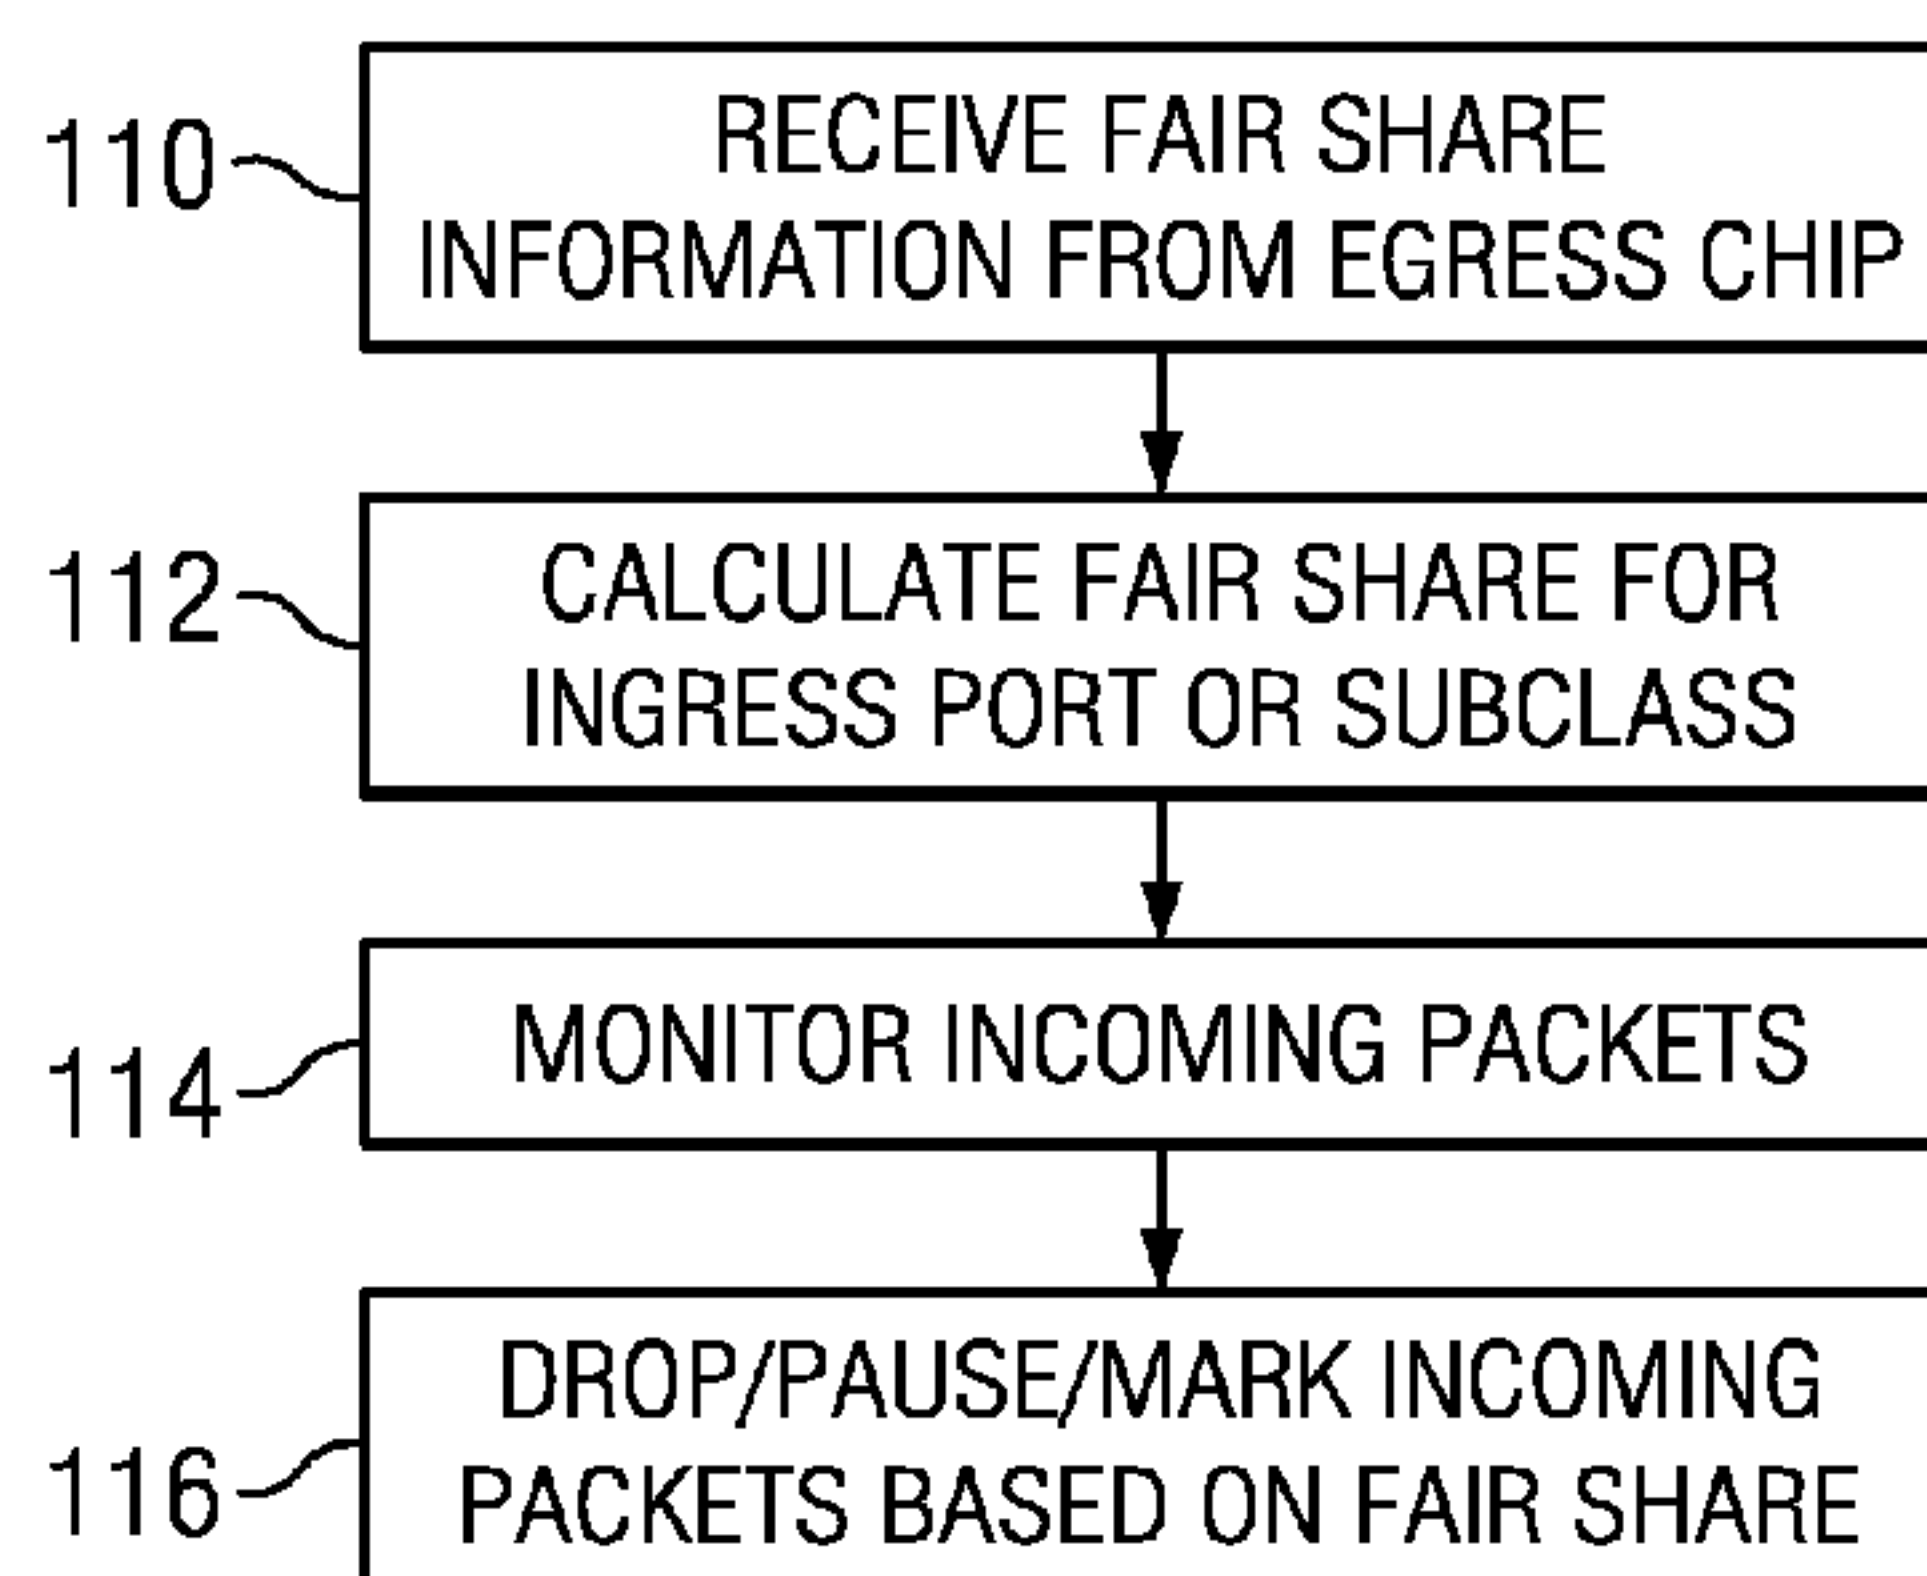 110
RECEIVE FAIR SHARE
INFORMATION FROM EGRESS CHIP
112
CALCULATE FAIR SHARE FOR
INGRESS PORT OR SUBCLASS
114
MONITOR INCOMING PACKETS
116
DROP/PAUSE/MARK INCOMING
PACKETS BASED ON FAIR SHARE